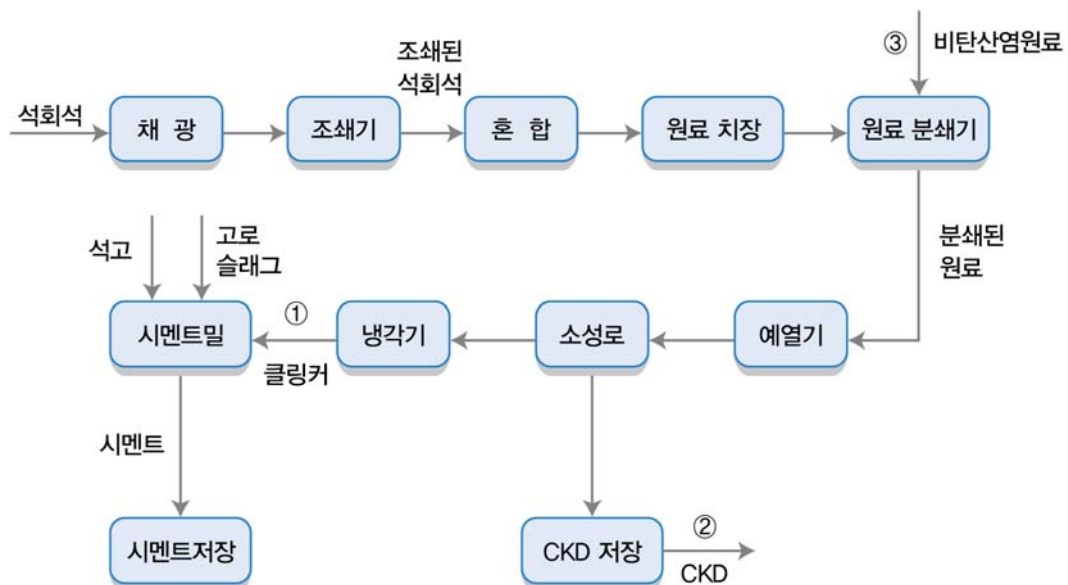 석회석
채 광
조쇄기
조쇄된
석회석
혼 합
원료 치장
③
비탄산염원료
원료 분쇄기
분쇄된
원료
예열기
소성로
냉각기
①
클링커
석고
고로
슬래그
시멘트밀
시멘트
시멘트저장
CKD 저장
②
CKD